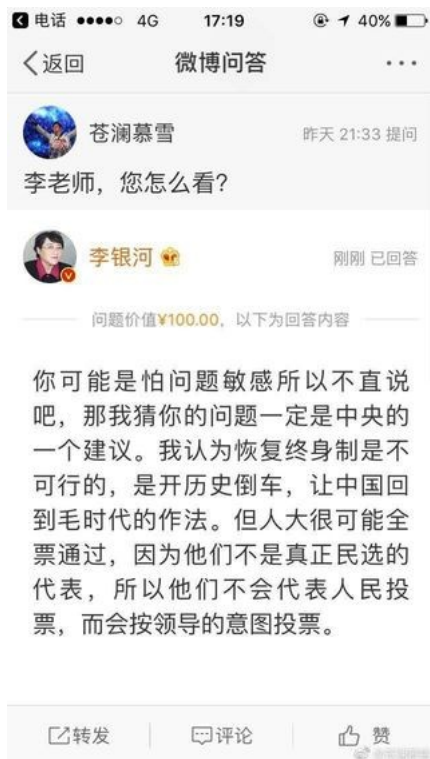 电话 4G 17:19 40%
返回 微博问答
苍澜慕雪 昨天 21:33 提问
李老师，您怎么看?
李银河 刚刚 已回答
问题价值¥100.00，以下为回答内容
你可能是怕问题敏感所以不直说
吧，那我猜你的问题一定是中央的
一个建议。我认为恢复终身制是不
可行的，是开历史倒车，让中国回
到毛时代的作法。但人大很可能全
票通过，因为他们不是真正民选的
代表，所以他们不会代表人民投
票，而会按领导的意图投票。
转发 评论 赞